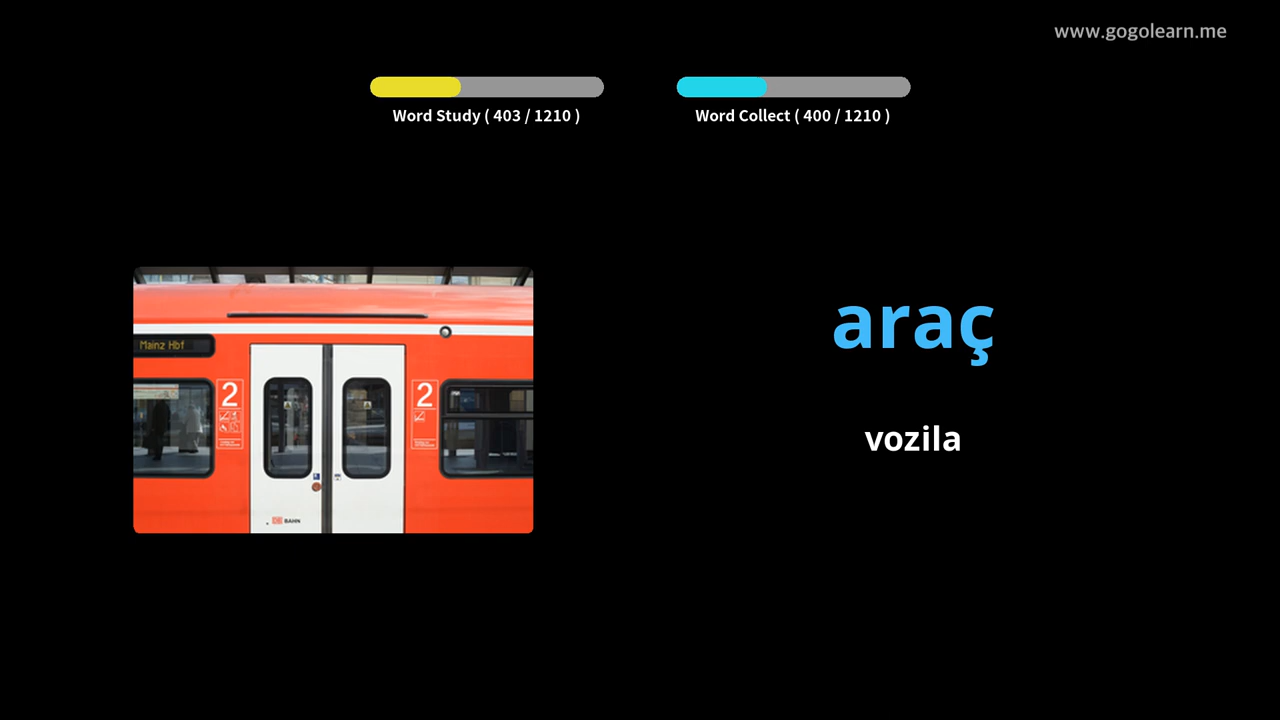 www.gogolearn.me
Word Study ( 403 / 1210 )
Word Collect ( 400 / 1210 )
araç
vozila
Mainz Hbf
2
2
DB BAHN